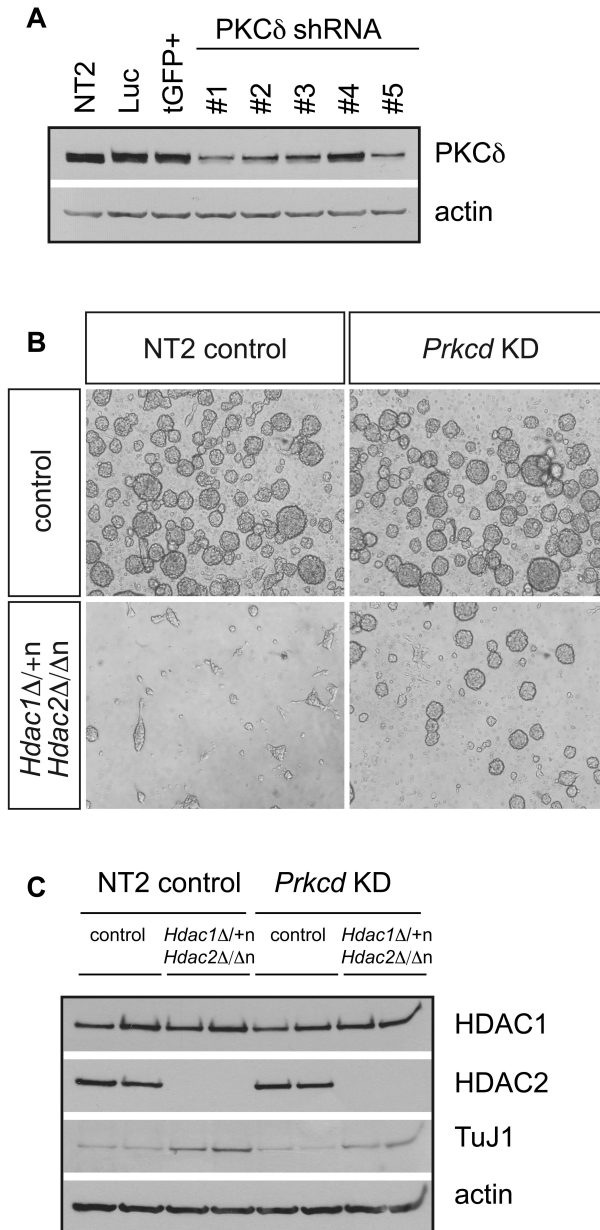 A
PKCδ shRNA
NT2 Luc tGFP+ #1 #2 #3 #4 #5
PKCδ
actin
B
NT2 control Prkcd KD
control
Hdac1Δ/+n
Hdac2Δ/Δn
C
NT2 control Prkcd KD
control Hdac1Δ/+n control Hdac1Δ/+n
Hdac2Δ/Δn Hdac2Δ/Δn
HDAC1
HDAC2
TuJ1
actin